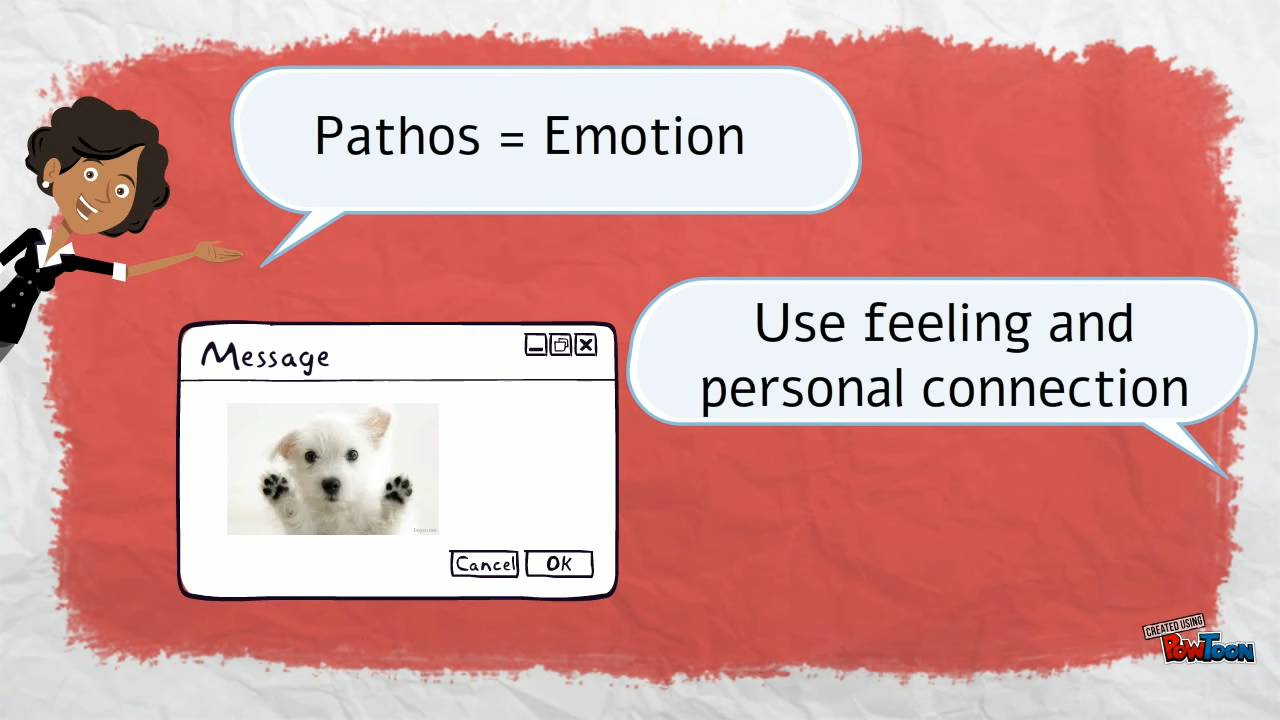 Pathos = Emotion
Use feeling and
personal connection
Message
Cancel OK
CREATED USING
PowToon